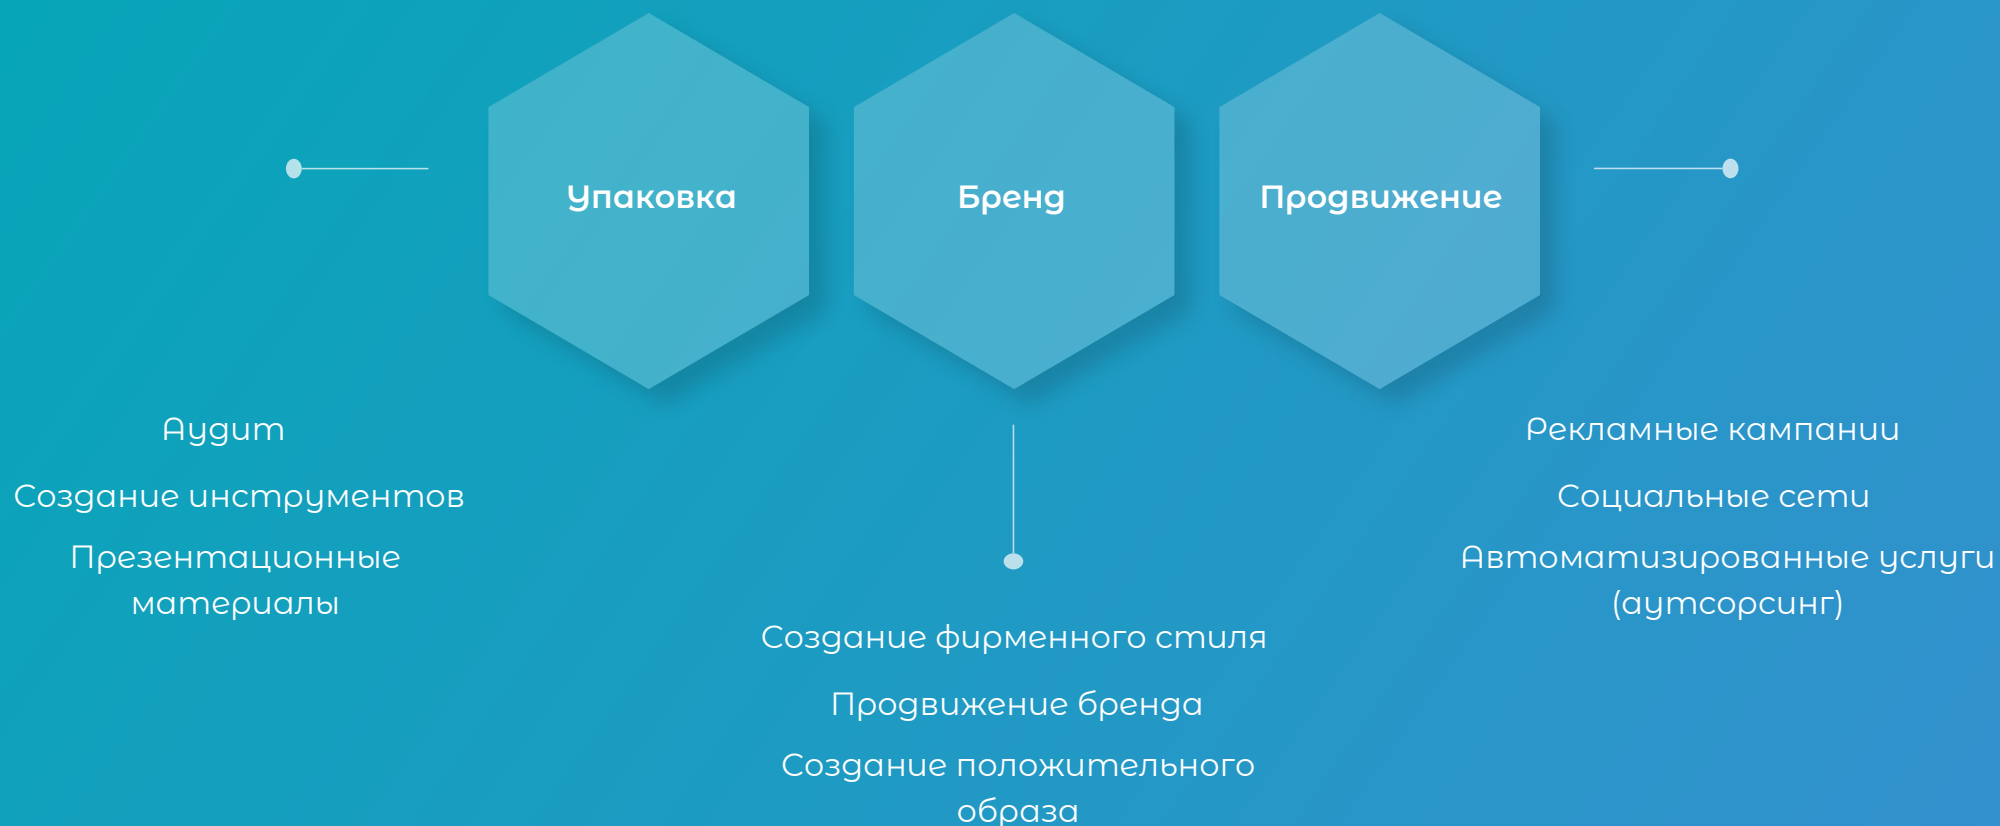 Упаковка
Бренд
Продвижение
Аудит
Создание инструментов
Презентационные
материалы
Создание фирменного стиля
Продвижение бренда
Создание положительного
образа
Рекламные кампании
Социальные сети
Автоматизированные услуги
(аутсорсинг)